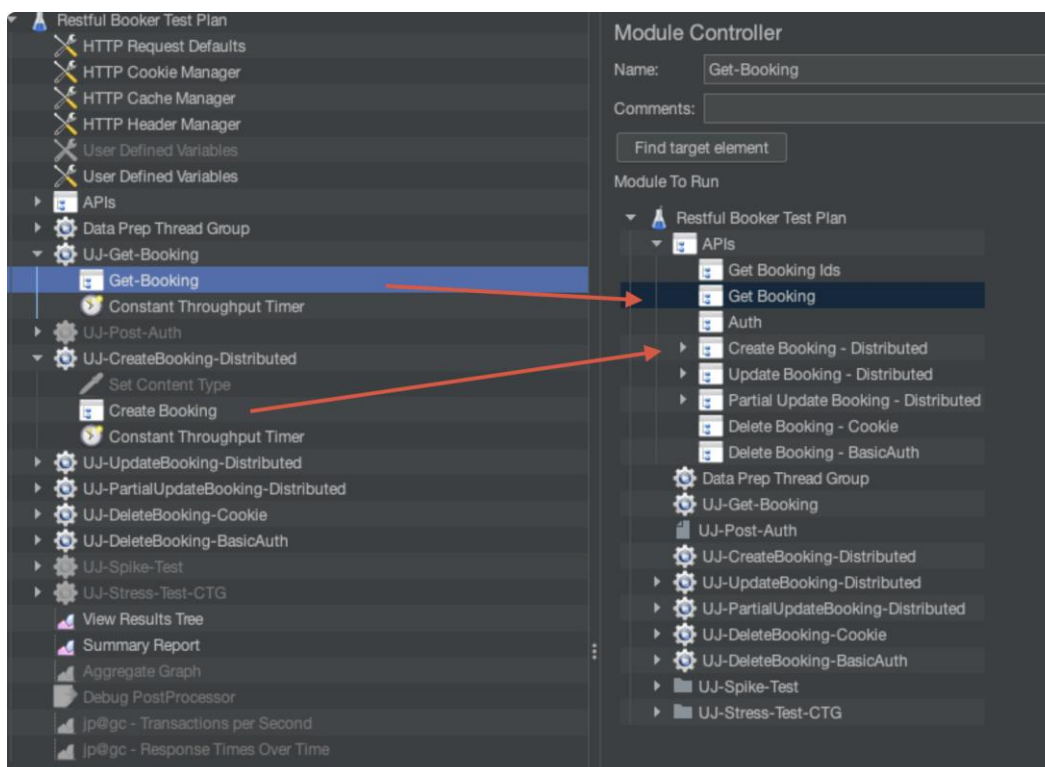 Restful Booker Test Plan
HTTP Request Defaults
HTTP Cookie Manager
HTTP Cache Manager
HTTP Header Manager
User Defined Variables
User Defined Variables
APIs
Data Prep Thread Group
UJ-Get-Booking
Get-Booking
Constant Throughput Timer
UJ-Post-Auth
UJ-CreateBooking-Distributed
Set Content Type
Create Booking
Constant Throughput Timer
UJ-UpdateBooking-Distributed
UJ-PartialUpdateBooking-Distributed
UJ-DeleteBooking-Cookie
UJ-DeleteBooking-BasicAuth
UJ-Spike-Test
UJ-Stress-Test-CTG
View Results Tree
Summary Report
Aggregate Graph
Debug PostProcessor
jp@gc - Transactions per Second
jp@gc - Response Times Over Time
Module Controller
Name: Get-Booking
Comments:
Find target element
Module To Run
Restful Booker Test Plan
APIs
Get Booking Ids
Get Booking
Auth
Create Booking - Distributed
Update Booking - Distributed
Partial Update Booking - Distributed
Delete Booking - Cookie
Delete Booking - BasicAuth
Data Prep Thread Group
UJ-Get-Booking
UJ-Post-Auth
UJ-CreateBooking-Distributed
UJ-UpdateBooking-Distributed
UJ-PartialUpdateBooking-Distributed
UJ-DeleteBooking-Cookie
UJ-DeleteBooking-BasicAuth
UJ-Spike-Test
UJ-Stress-Test-CTG